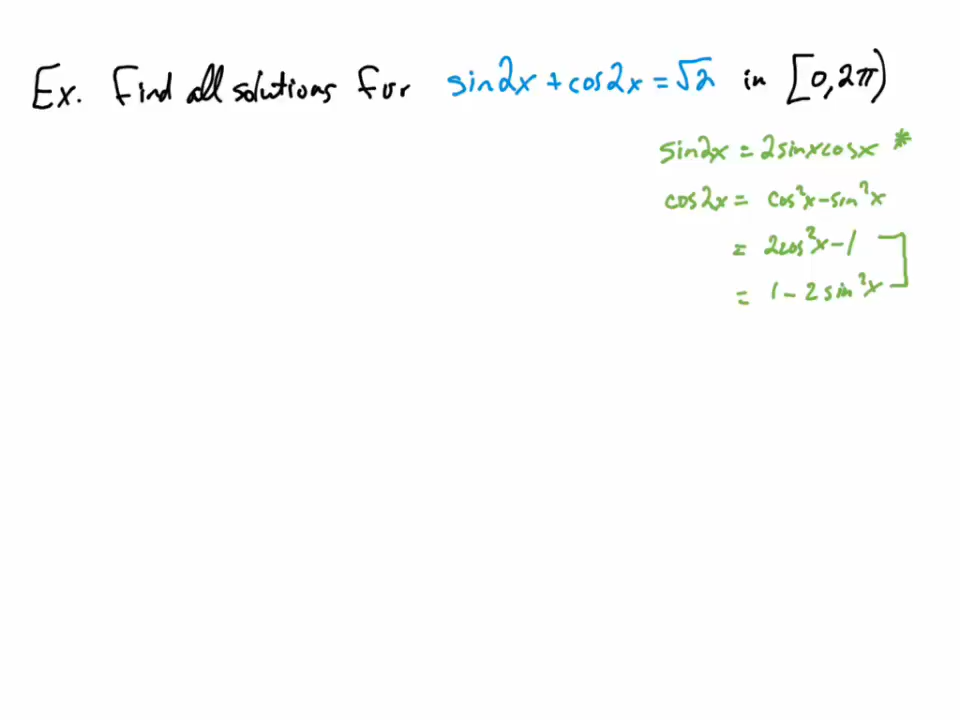 Ex. Find all solutions for sin2x + cos2x = √2 in [0, 2π)
sin2x = 2sinxcosx *
cos2x = cos²x - sin²x
= 2cos²x - 1
= 1 - 2sin²x